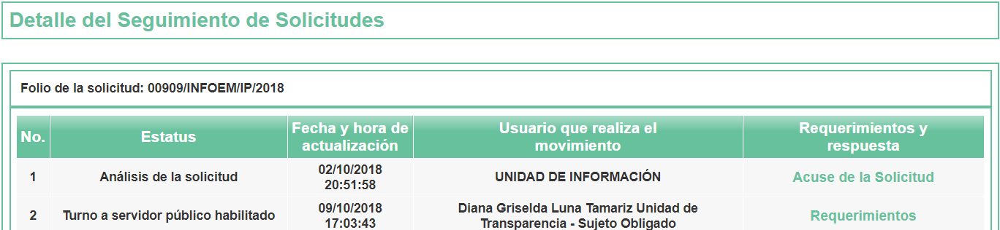 Detalle del Seguimiento de Solicitudes
Folio de la solicitud: 00909/INFOEM/IP/2018
No.
Estatus
Fecha y hora de
actualización
Usuario que realiza el
movimiento
Requerimientos y
respuesta
1
Análisis de la solicitud
02/10/2018
20:51:58
UNIDAD DE INFORMACIÓN
Acuse de la Solicitud
2
Turno a servidor público habilitado
09/10/2018
17:03:43
Diana Griselda Luna Tamariz Unidad de
Transparencia - Sujeto Obligado
Requerimientos